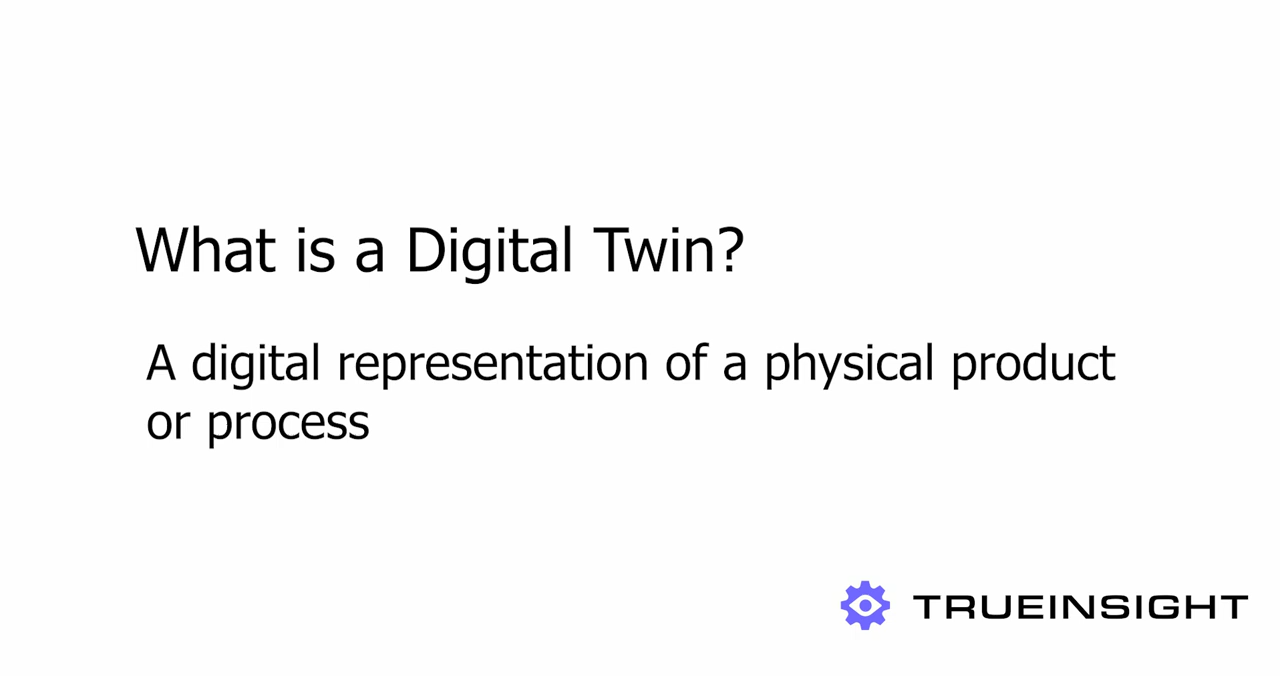 What is a Digital Twin?
A digital representation of a physical product
or process
TRUEINSIGHT